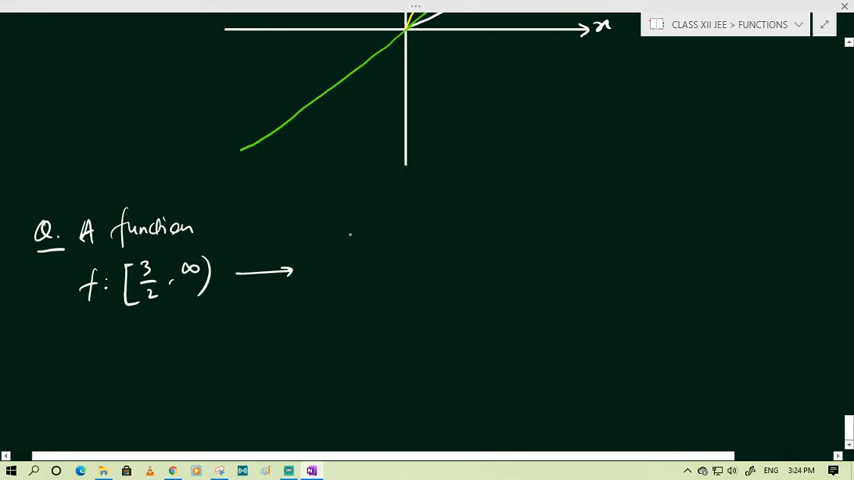 CLASS XII JEE > FUNCTIONS
x
Q. A function
f: [3/2, ∞) →
ENG 3:24 PM